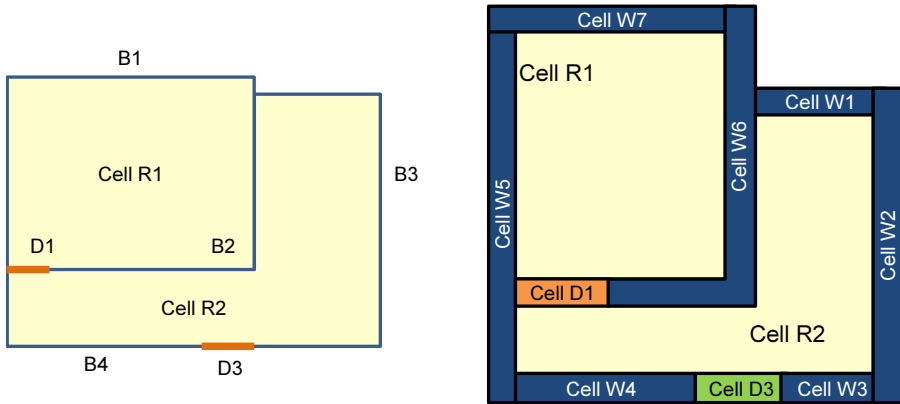 B1
Cell R1
B3
D1
B2
Cell R2
B4
D3
Cell W7
Cell R1
Cell W1
Cell W6
Cell W5
Cell W2
Cell D1
Cell R2
Cell W4
Cell D3
Cell W3